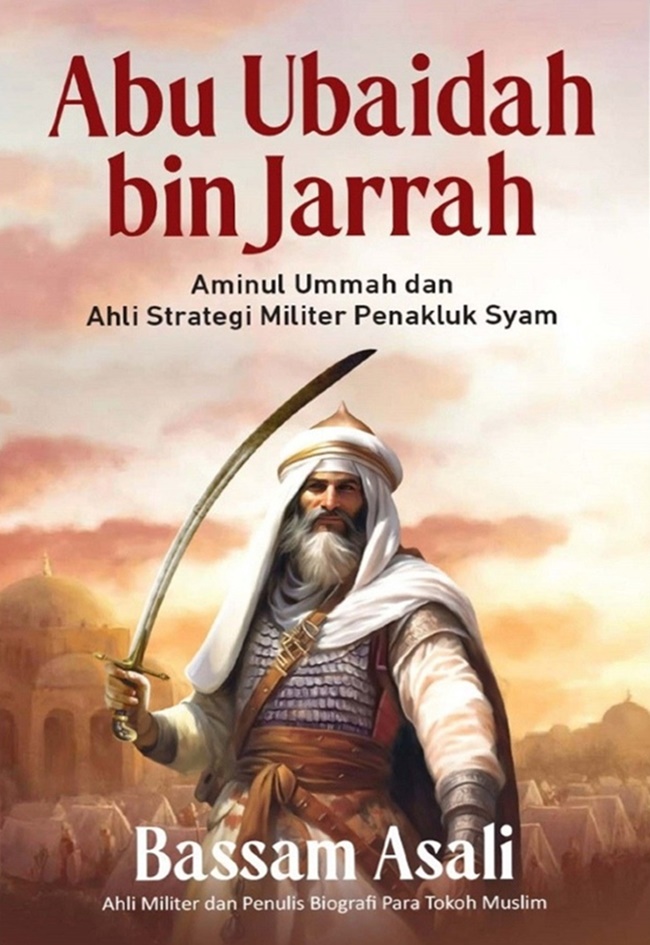 Abu Ubaidah
bin Jarrah
Aminul Ummah dan
Ahli Strategi Militer Penakluk Syam
Bassam Asali
Ahli Militer dan Penulis Biografi Para Tokoh Muslim